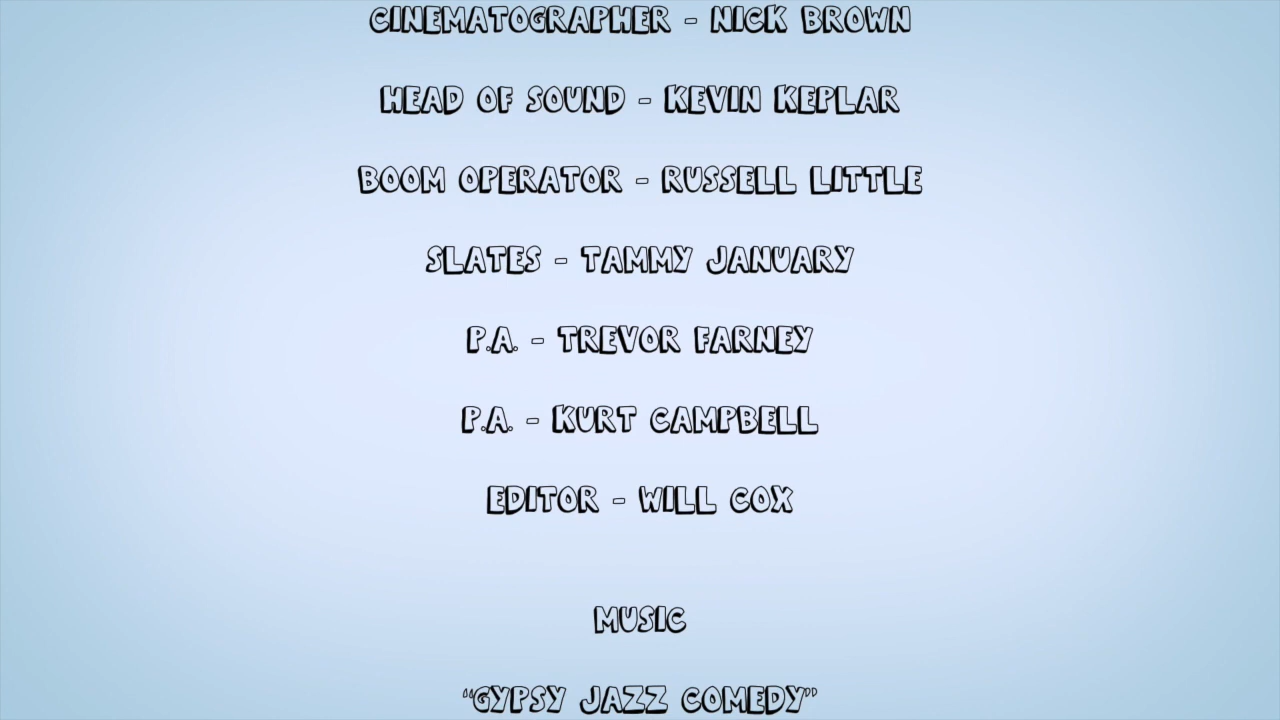 CINEMATOGRAPHER - NICK BROWN
HEAD OF SOUND - KEVIN KEPLAR
BOOM OPERATOR - RUSSELL LITTLE
SLATES - TAMMY JANUARY
P.A. - TREVOR FARNEY
P.A. - KURT CAMPBELL
EDITOR - WILL COX
MUSIC
"GYPSY JAZZ COMEDY"